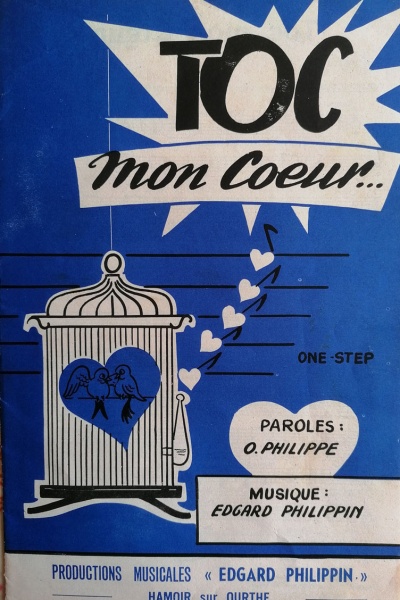 TOC
mon Coeur...
ONE-STEP
PAROLES :
O. PHILIPPE
MUSIQUE :
EDGARD PHILIPPIN
PRODUCTIONS MUSICALES « EDGARD PHILIPPIN »
HAMOIR sur OURTHE